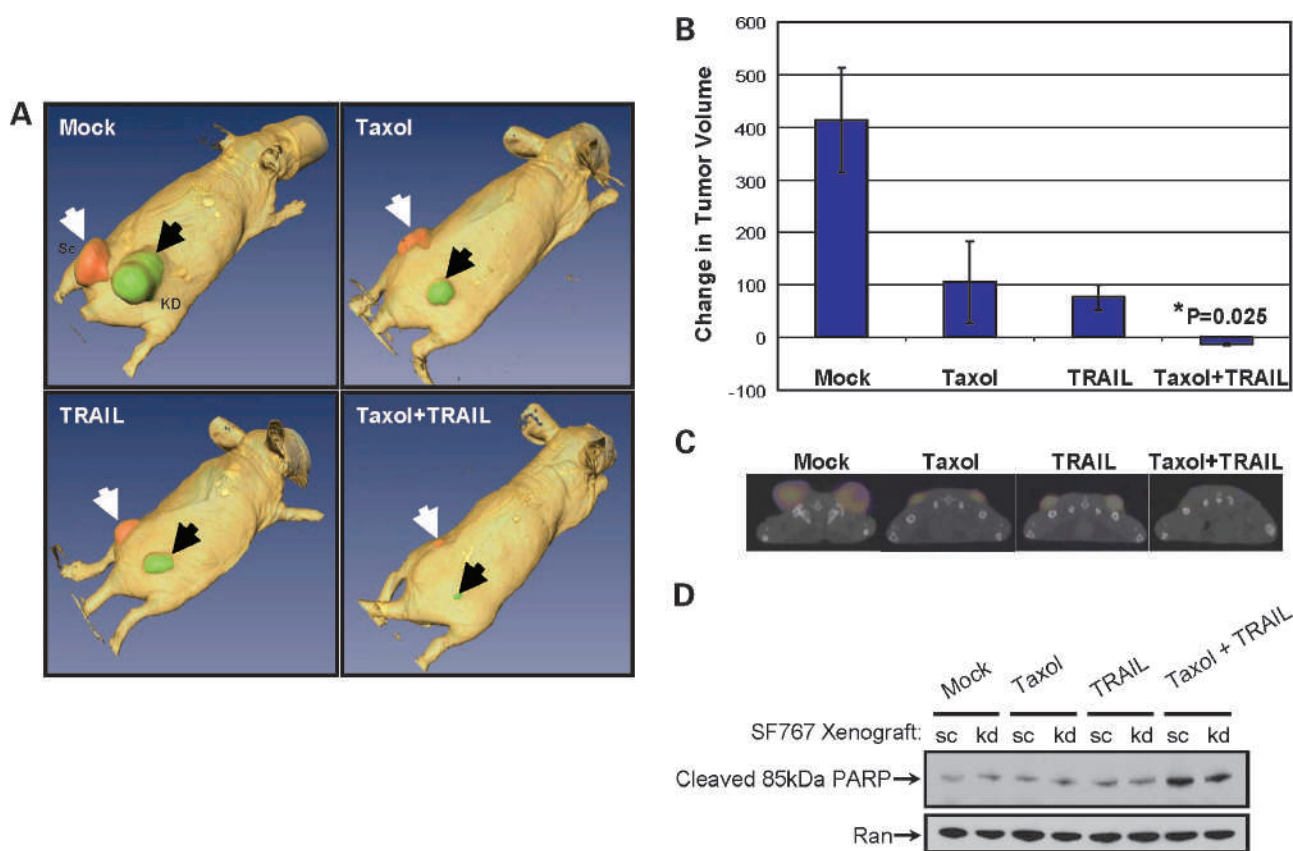 A
Mock
Sc
KD
Taxol
TRAIL
Taxol+TRAIL
B
Change in Tumor Volume
600
500
400
300
200
100
0
-100
*P=0.025
Mock Taxol TRAIL Taxol+TRAIL
C
Mock Taxol TRAIL Taxol+TRAIL
D
Mock Taxol TRAIL Taxol + TRAIL
SF767 Xenograft: sc kd sc kd sc kd sc kd
Cleaved 85kDa PARP
Ran